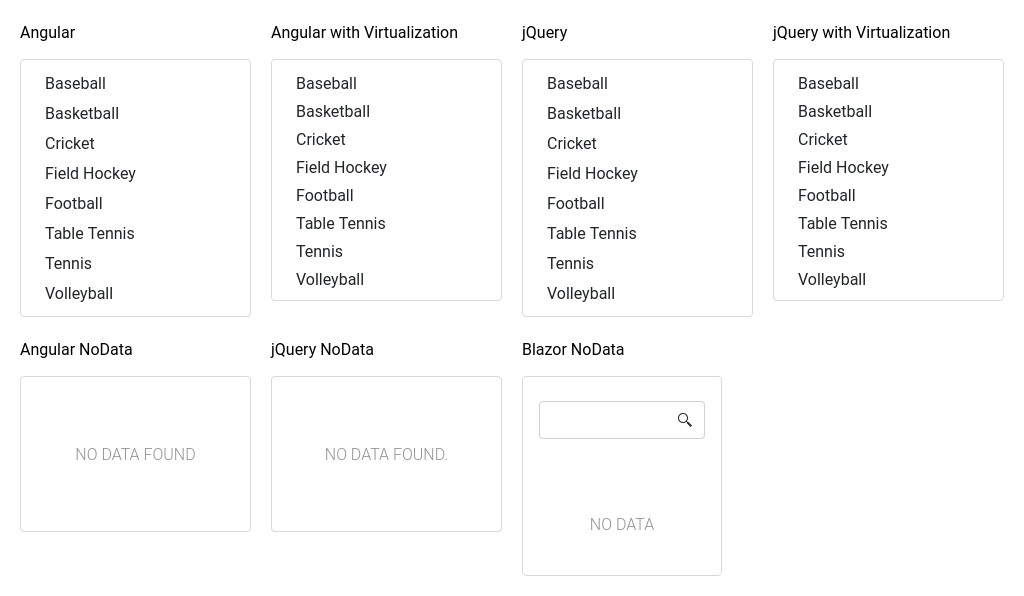 Angular
Baseball
Basketball
Cricket
Field Hockey
Football
Table Tennis
Tennis
Volleyball
Angular with Virtualization
Baseball
Basketball
Cricket
Field Hockey
Football
Table Tennis
Tennis
Volleyball
jQuery
Baseball
Basketball
Cricket
Field Hockey
Football
Table Tennis
Tennis
Volleyball
jQuery with Virtualization
Baseball
Basketball
Cricket
Field Hockey
Football
Table Tennis
Tennis
Volleyball
Angular NoData
NO DATA FOUND
jQuery NoData
NO DATA FOUND.
Blazor NoData
NO DATA